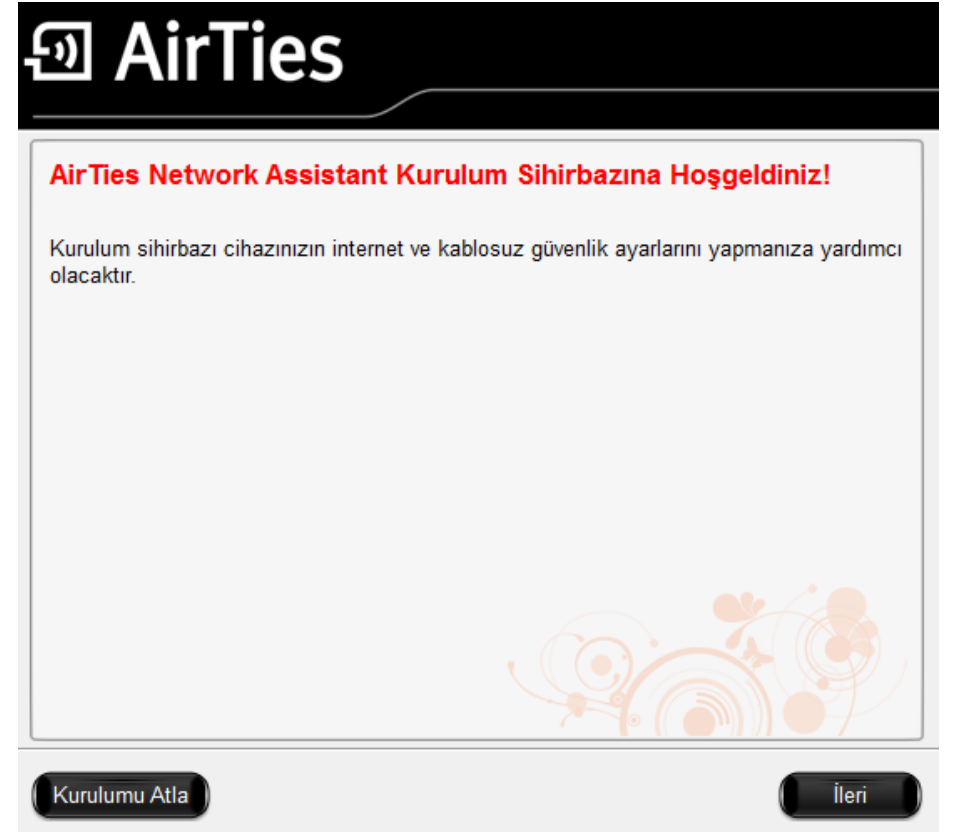 AirTies
AirTies Network Assistant Kurulum Sihirbazına Hoşgeldiniz!
Kurulum sihirbazı cihazınızın internet ve kablosuz güvenlik ayarlarını yapmanıza yardımcı
olacaktır.
Kurulumu Atla
İleri